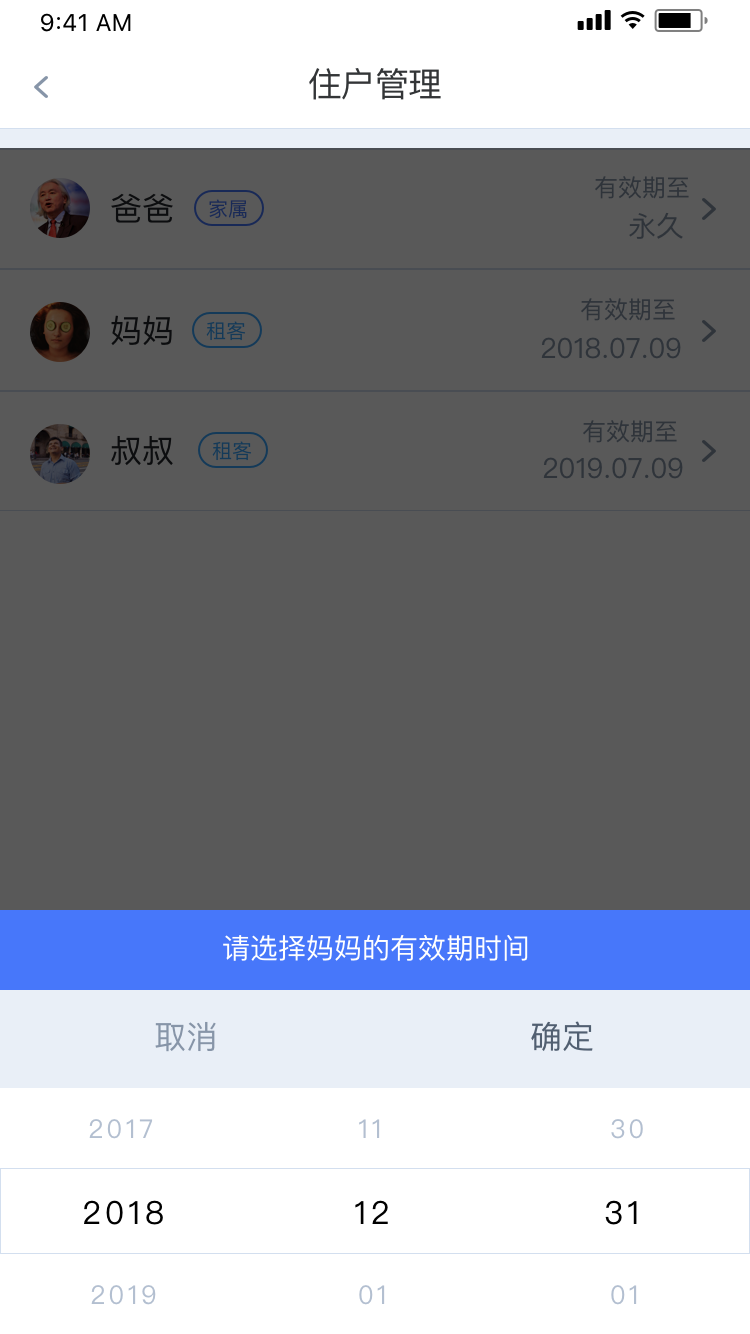 9:41 AM
住户管理
爸爸 家属 有效期至
永久
妈妈 租客 有效期至
2018.07.09
叔叔 租客 有效期至
2019.07.09
请选择妈妈的有效期时间
取消 确定
2017 11 30
2018 12 31
2019 01 01